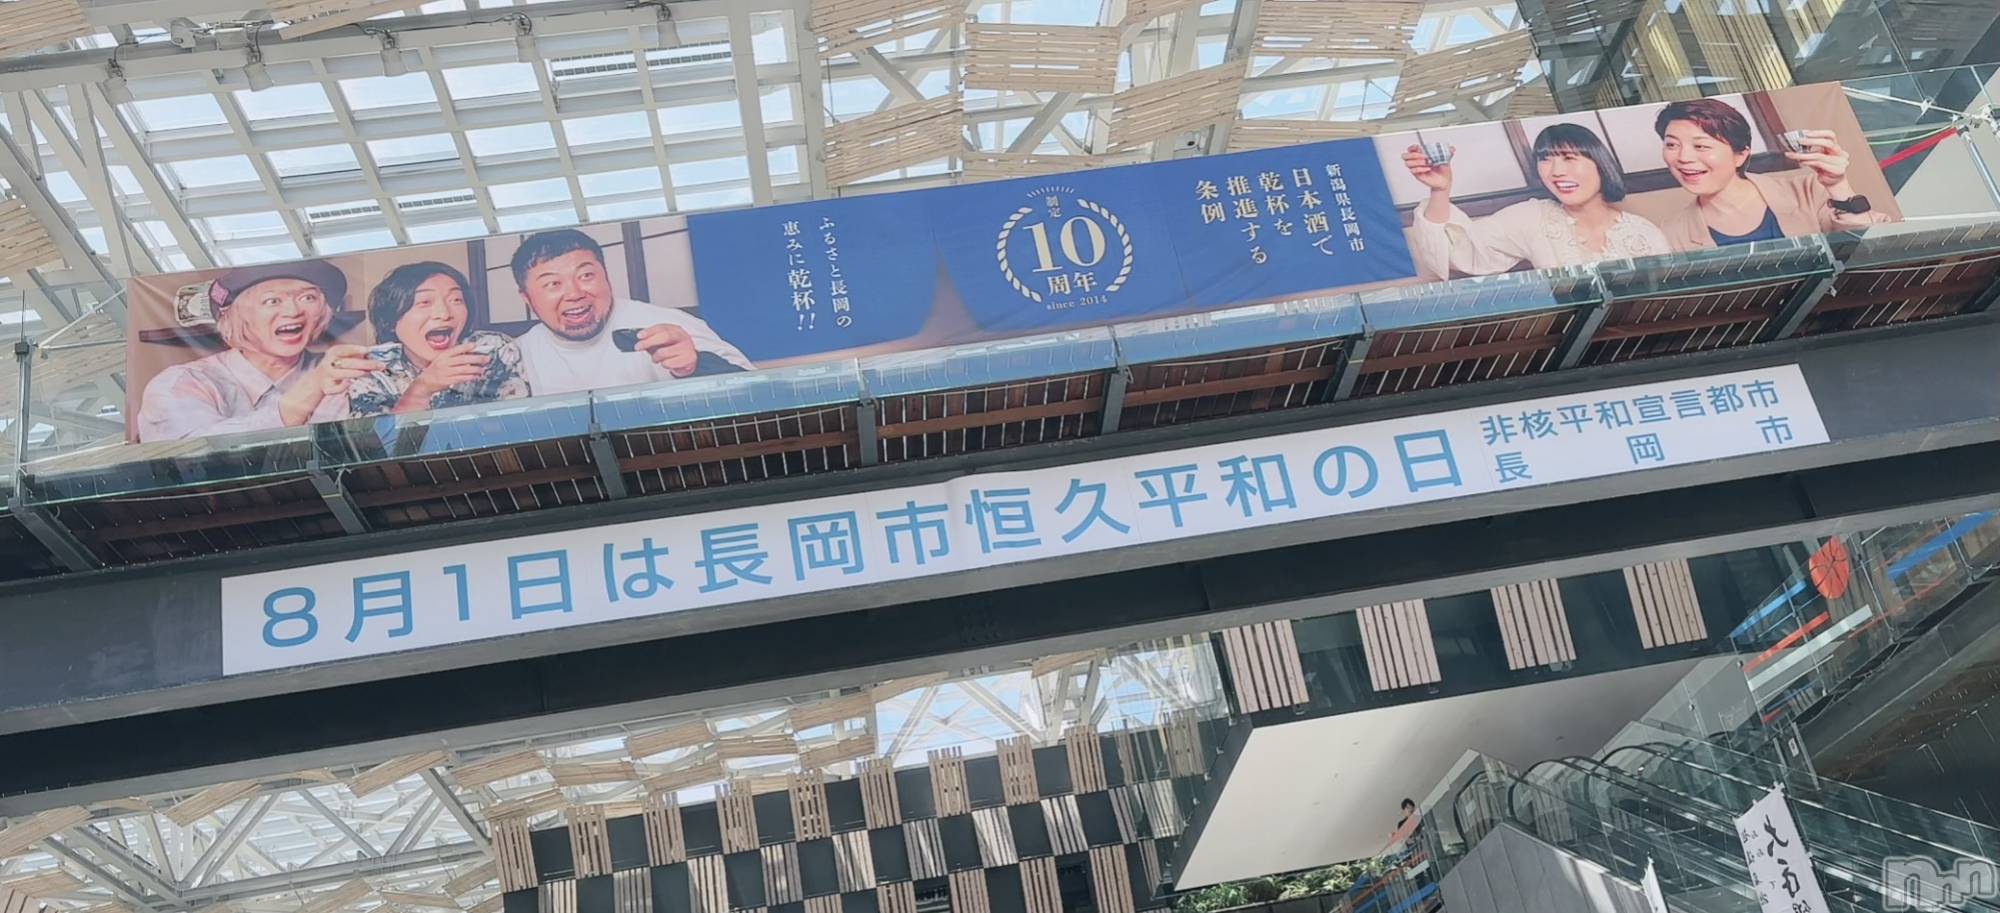 新潟県長岡市
日本酒で
乾杯を
推進する
条例
制定
10
周年
since 2014
ふるさと長岡の
恵みに乾杯!!
8月1日は長岡市恒久平和の日
非核平和宣言都市
長岡市